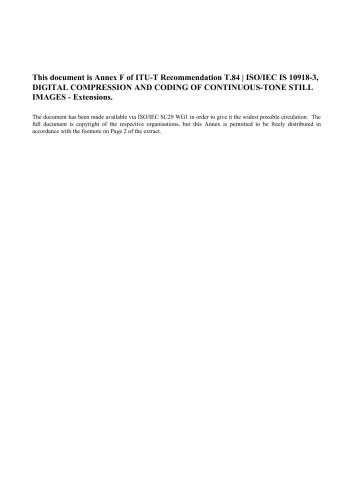 This document is Annex F of ITU-T Recommendation T.84 | ISO/IEC IS 10918-3,
DIGITAL COMPRESSION AND CODING OF CONTINUOUS-TONE STILL
IMAGES - Extensions.
The document has been made available via ISO/IEC SC29 WG1 in order to give it the widest possible circulation. The
full document is copyright of the respective organisations, but this Annex is permitted to be freely distributed in
accordance with the footnote on Page 2 of the extract.